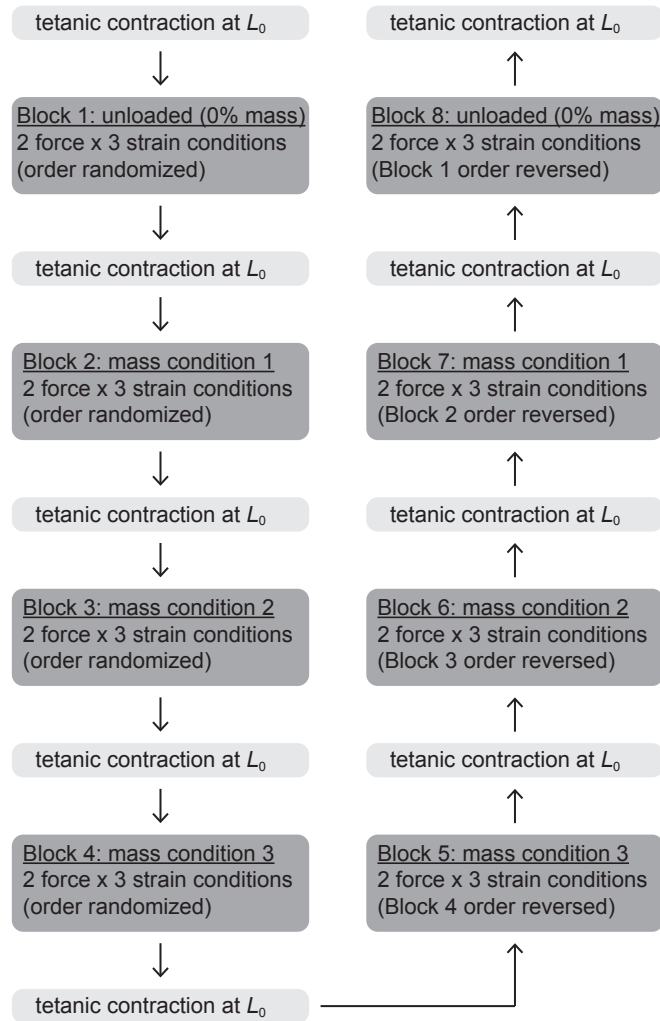 tetanic contraction at L₀
Block 1: unloaded (0% mass)
2 force x 3 strain conditions
(order randomized)
tetanic contraction at L₀
Block 2: mass condition 1
2 force x 3 strain conditions
(order randomized)
tetanic contraction at L₀
Block 3: mass condition 2
2 force x 3 strain conditions
(order randomized)
tetanic contraction at L₀
Block 4: mass condition 3
2 force x 3 strain conditions
(order randomized)
tetanic contraction at L₀
Block 5: mass condition 3
2 force x 3 strain conditions
(Block 4 order reversed)
tetanic contraction at L₀
Block 6: mass condition 2
2 force x 3 strain conditions
(Block 3 order reversed)
tetanic contraction at L₀
Block 7: mass condition 1
2 force x 3 strain conditions
(Block 2 order reversed)
tetanic contraction at L₀
Block 8: unloaded (0% mass)
2 force x 3 strain conditions
(Block 1 order reversed)
tetanic contraction at L₀